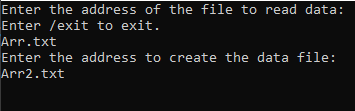 Enter the address of the file to read data:
Enter /exit to exit.
Arr.txt
Enter the address to create the data file:
Arr2.txt